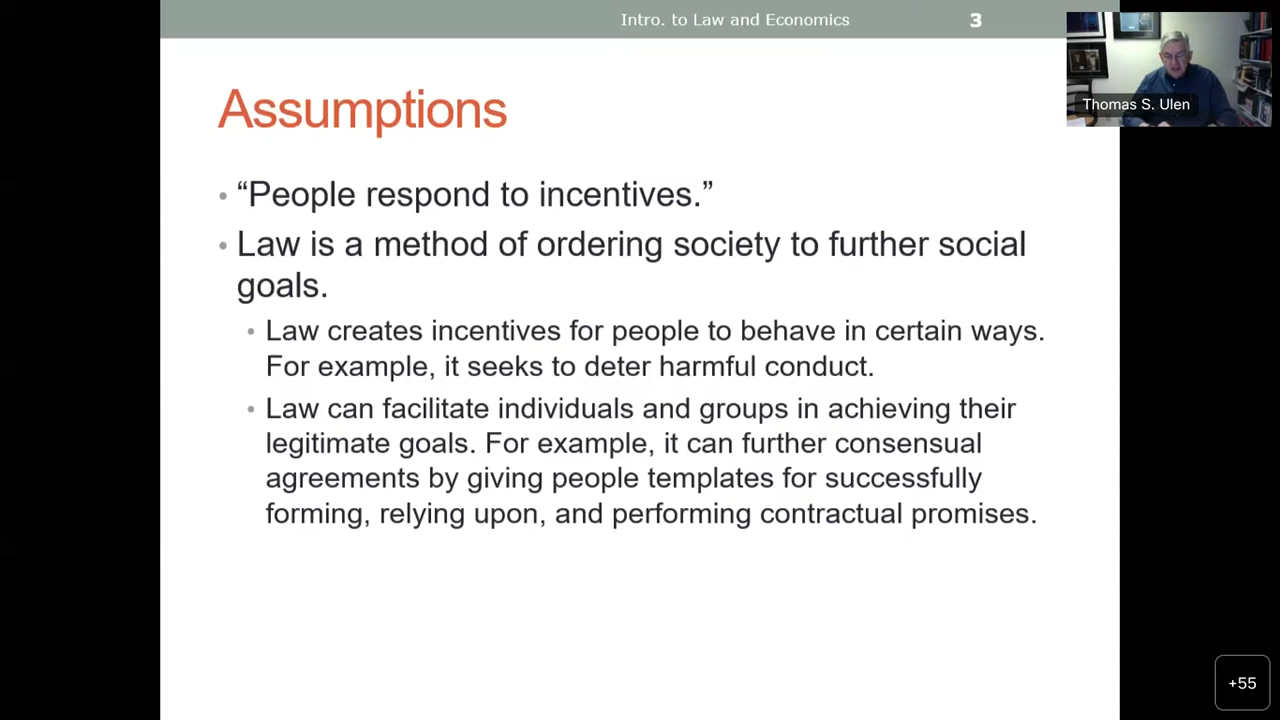 Intro. to Law and Economics 3
Thomas S. Ulen
Assumptions
• “People respond to incentives.”
• Law is a method of ordering society to further social
goals.
• Law creates incentives for people to behave in certain ways.
For example, it seeks to deter harmful conduct.
• Law can facilitate individuals and groups in achieving their
legitimate goals. For example, it can further consensual
agreements by giving people templates for successfully
forming, relying upon, and performing contractual promises.
+55